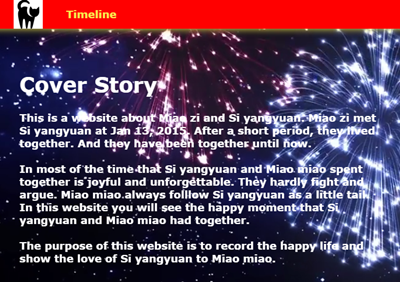 Timeline
Cover Story
This is a website about Miao zi and Si yangyuan. Miao zi met
Si yangyuan at Jan 13, 2015. After a short period, they lived
together. And they have been together until now.
In most of the time that Si yangyuan and Miao miao spent
together is joyful and unforgettable. They hardly fight and
argue. Miao miao always folllow Si yangyuan as a little tail.
In this website you will see the happy moment that Si
yangyuan and Miao miao had together.
The purpose of this website is to record the happy life and
show the love of Si yangyuan to Miao miao.